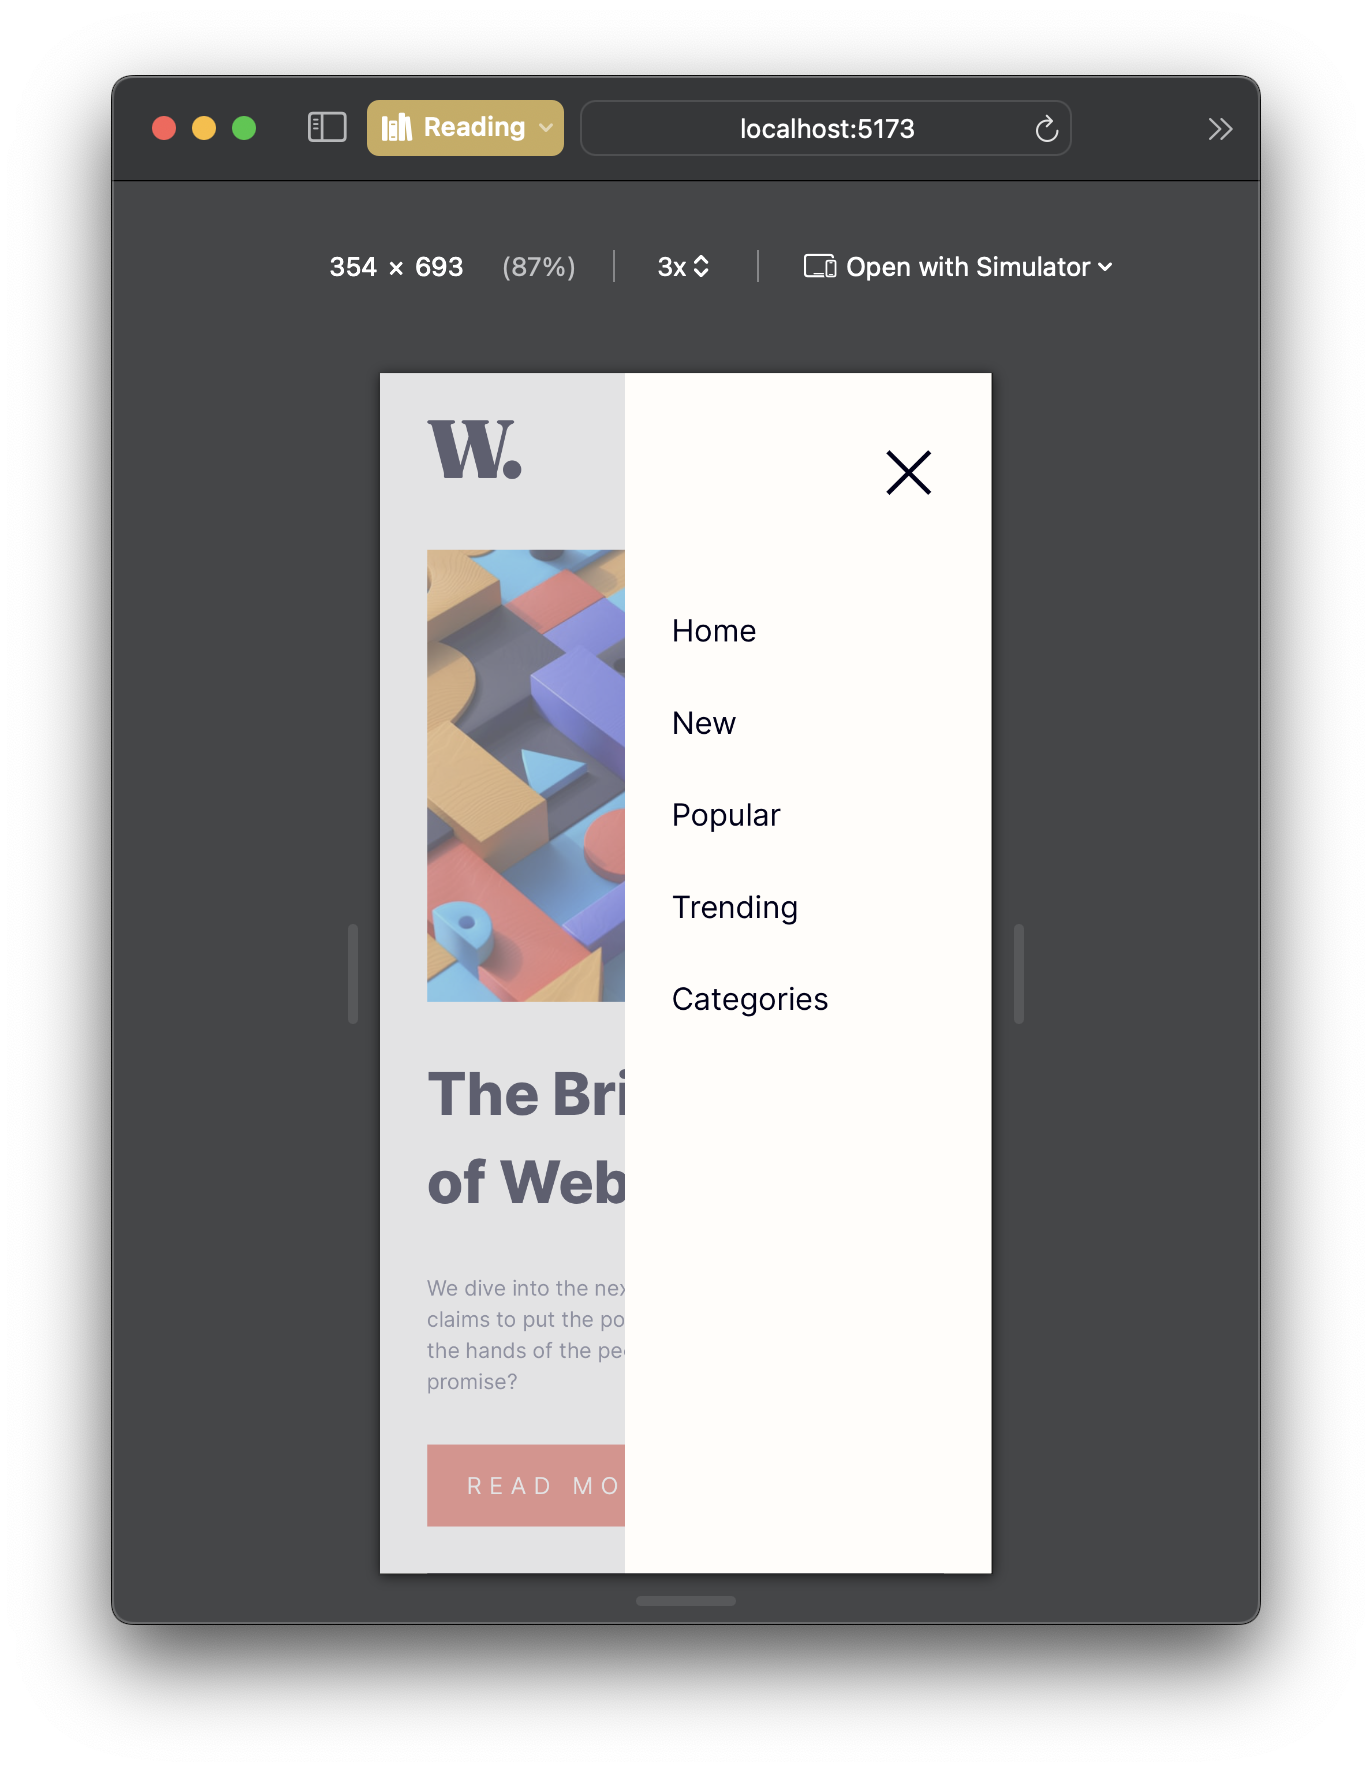 Reading
localhost:5173
354 × 693 (87%)
3x
Open with Simulator
W.
Home
New
Popular
Trending
Categories
The Bri
of Web
We dive into the nex
claims to put the po
the hands of the pe
promise?
READ MO